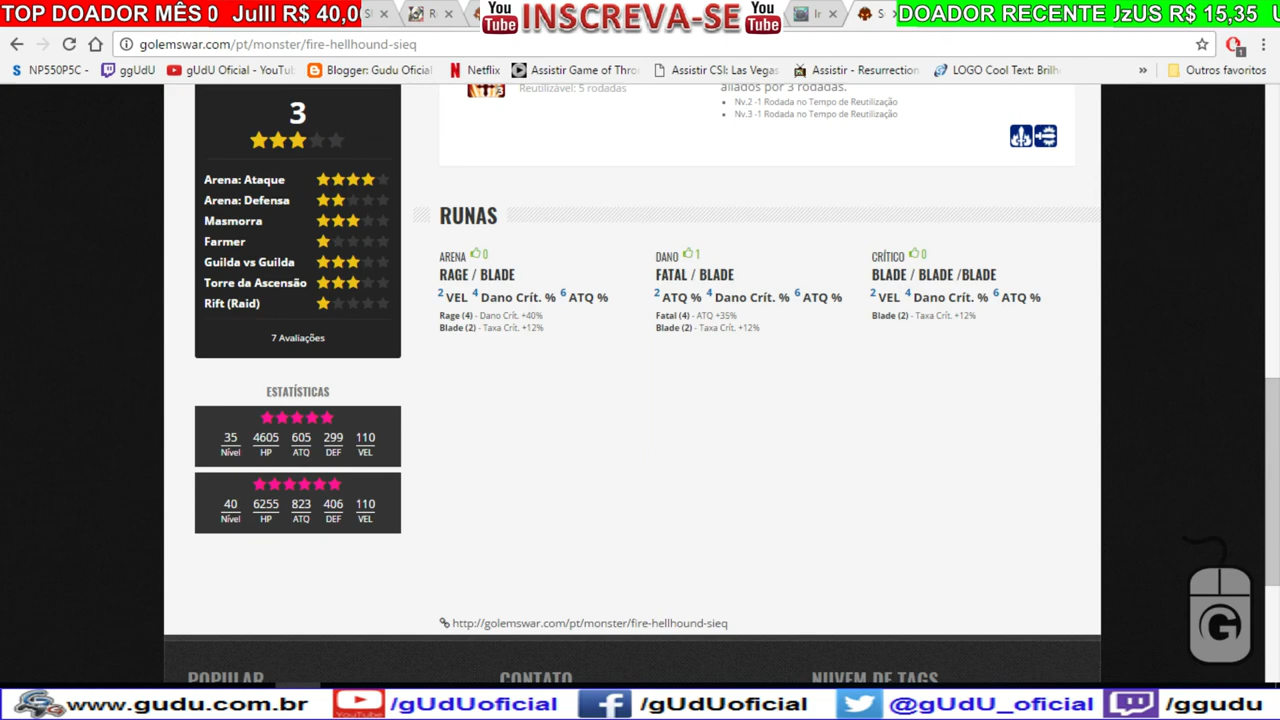 TOP DOADOR MÊS 0 Julll R$ 40,0
You Tube INSCREVA-SE You Tube
DOADOR RECENTE JzUS R$ 15,35
golemswar.com/pt/monster/fire-hellhound-sieq
NP550P5C - ggUdU gUdU Oficial - YouTu Blogger: Gudu Oficial Netflix Assistir Game of Thro Assistir CSI: Las Vegas Assistir - Resurrection LOGO Cool Text: Brilh » Outros favoritos
3
Arena: Ataque
Arena: Defensa
Masmorra
Farmer
Guilda vs Guilda
Torre da Ascensão
Rift (Raid)
7 Avaliações
ESTATÍSTICAS
35 4605 605 299 110
Nível HP ATQ DEF VEL
40 6255 823 406 110
Nível HP ATQ DEF VEL
3
Reutilizável: 5 rodadas
aliados por 3 rodadas.
Nv.2 -1 Rodada no Tempo de Reutilização
Nv.3 -1 Rodada no Tempo de Reutilização
RUNAS
ARENA 0
RAGE / BLADE
2 VEL 4 Dano Crít. % 6 ATQ %
Rage (4) - Dano Crít. +40%
Blade (2) - Taxa Crít. +12%
DANO 1
FATAL / BLADE
2 ATQ % 4 Dano Crít. % 6 ATQ %
Fatal (4) - ATQ +35%
Blade (2) - Taxa Crít. +12%
CRÍTICO 0
BLADE / BLADE /BLADE
2 VEL 4 Dano Crít. % 6 ATQ %
Blade (2) - Taxa Crít. +12%
http://golemswar.com/pt/monster/fire-hellhound-sieq
POPULAR CONTATO NUVEM DE TAGS
G
www.gudu.com.br YouTube /gUdUoficial /gUdUoficial @gUdU_oficial /ggudu